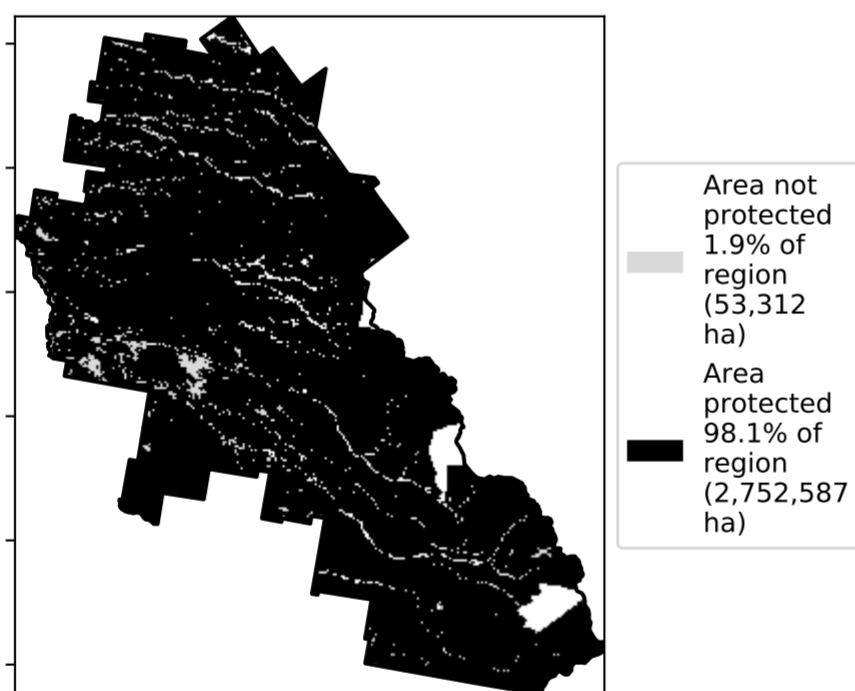 Area not
protected
1.9% of
region
(53,312
ha)
Area
protected
98.1% of
region
(2,752,587
ha)